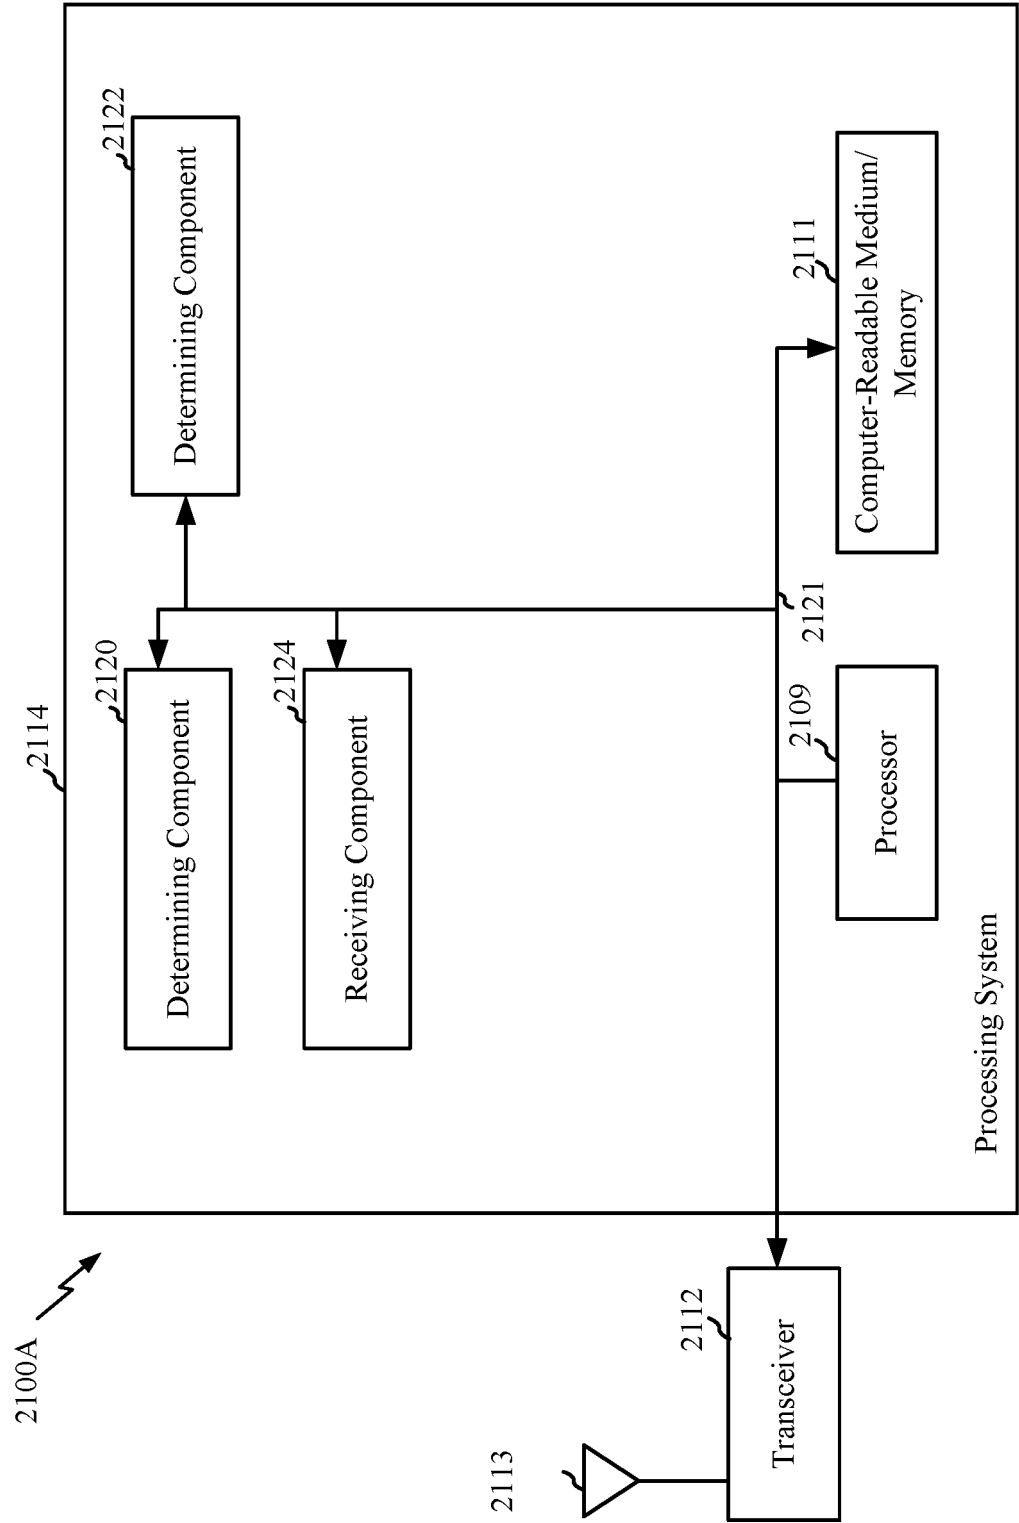 2100A
2114
2120
Determining Component
2122
Determining Component
2124
Receiving Component
2121
2109
Processor
2111
Computer-Readable Medium/
Memory
Processing System
2112
Transceiver
2113